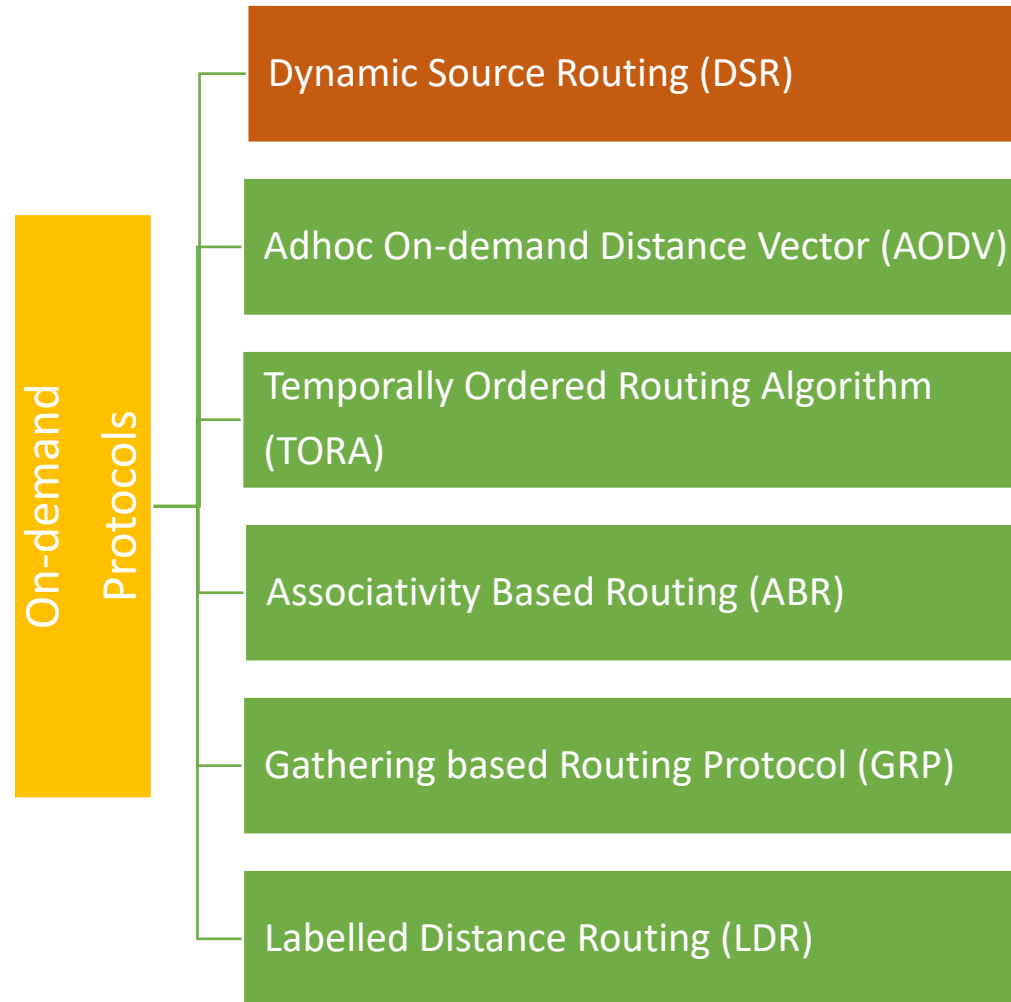 On-demand
Protocols
Dynamic Source Routing (DSR)
Adhoc On-demand Distance Vector (AODV)
Temporally Ordered Routing Algorithm
(TORA)
Associativity Based Routing (ABR)
Gathering based Routing Protocol (GRP)
Labelled Distance Routing (LDR)